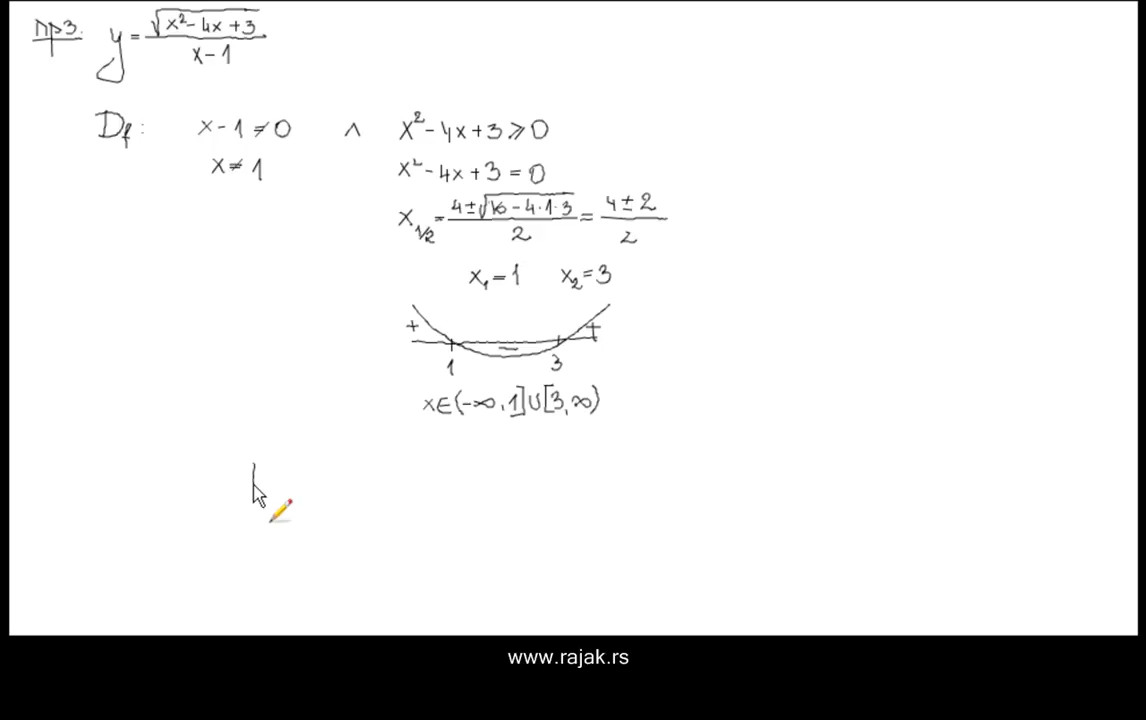 пр3. y = √(x² - 4x + 3) / (x - 1)
Df: x - 1 ≠ 0 ∧ x² - 4x + 3 ≥ 0
x ≠ 1 x² - 4x + 3 = 0
x₁/₂ = (4 ± √(16 - 4·1·3)) / 2 = (4 ± 2) / 2
x₁ = 1 x₂ = 3
+ - +
1 3
x ∈ (-∞, 1] ∪ [3, ∞)
www.rajak.rs